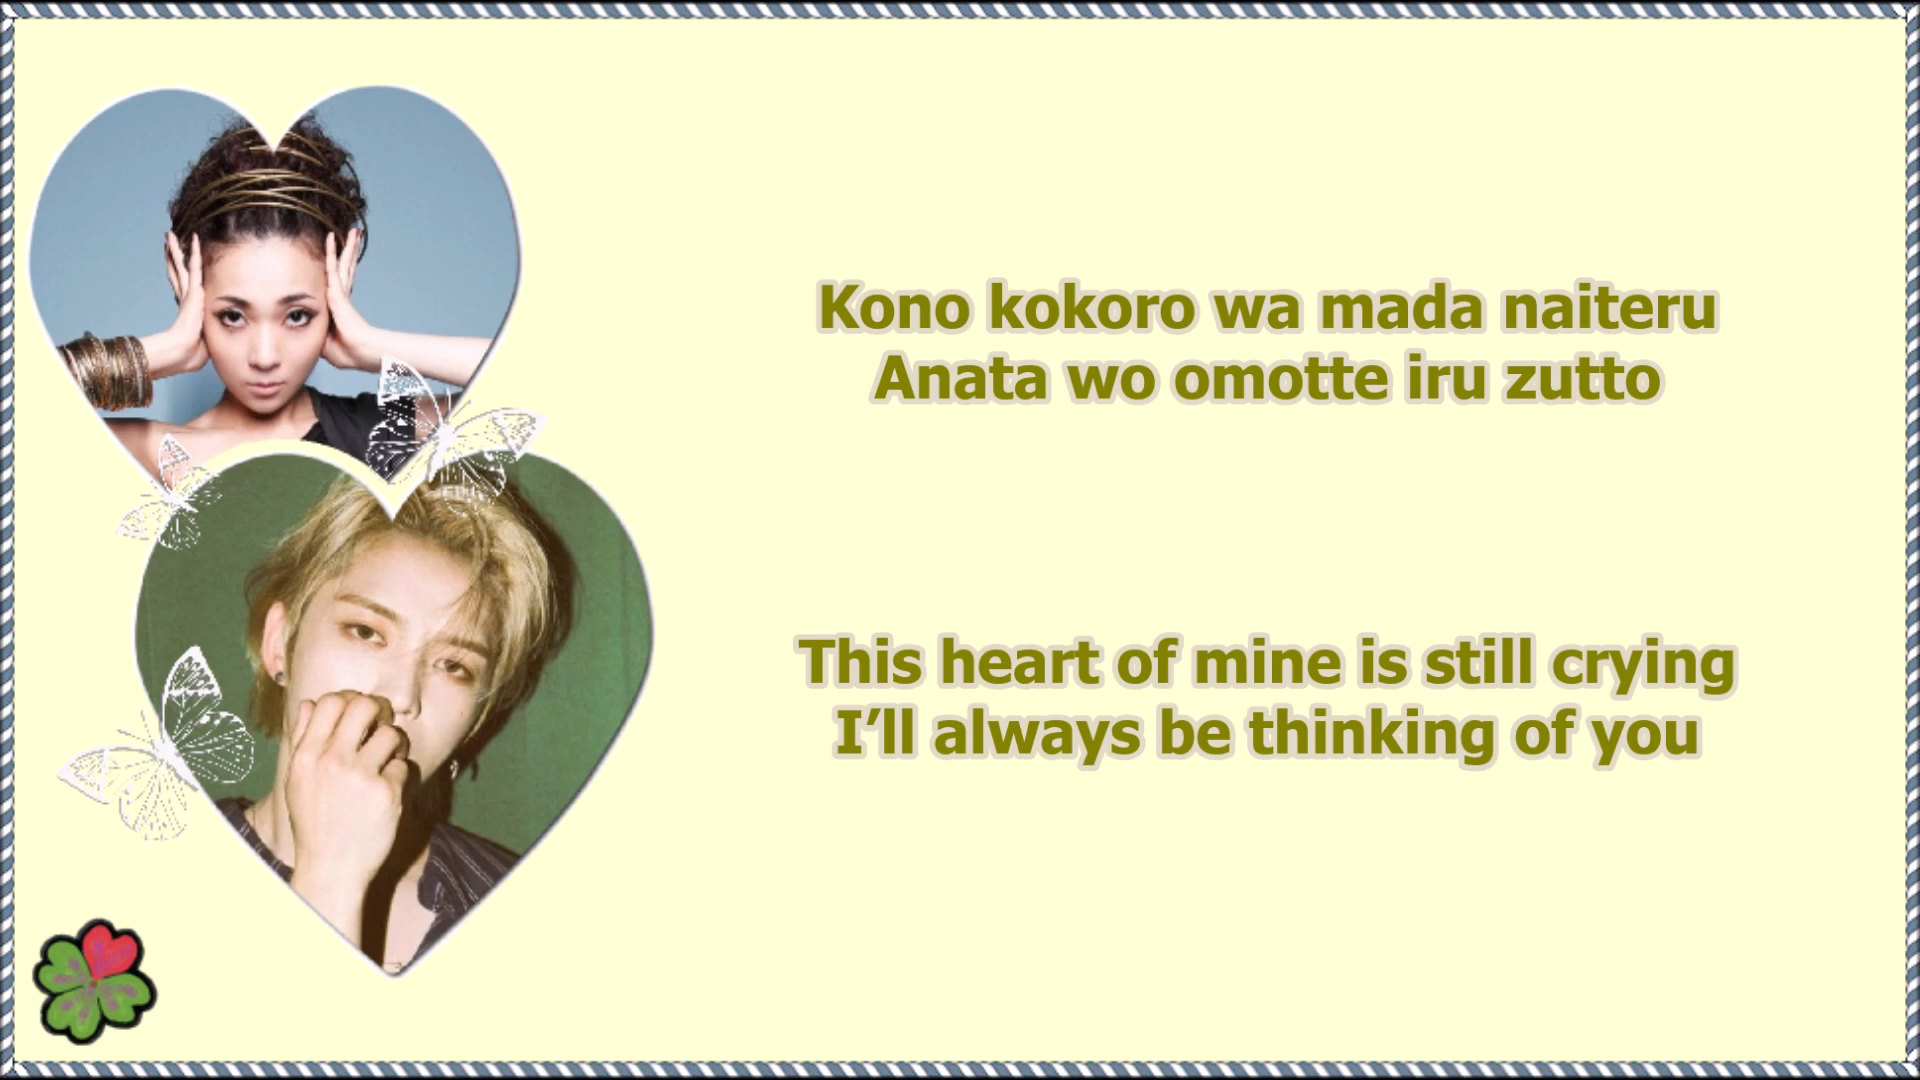 Kono kokoro wa mada naiteru
Anata wo omotte iru zutto
This heart of mine is still crying
I’ll always be thinking of you